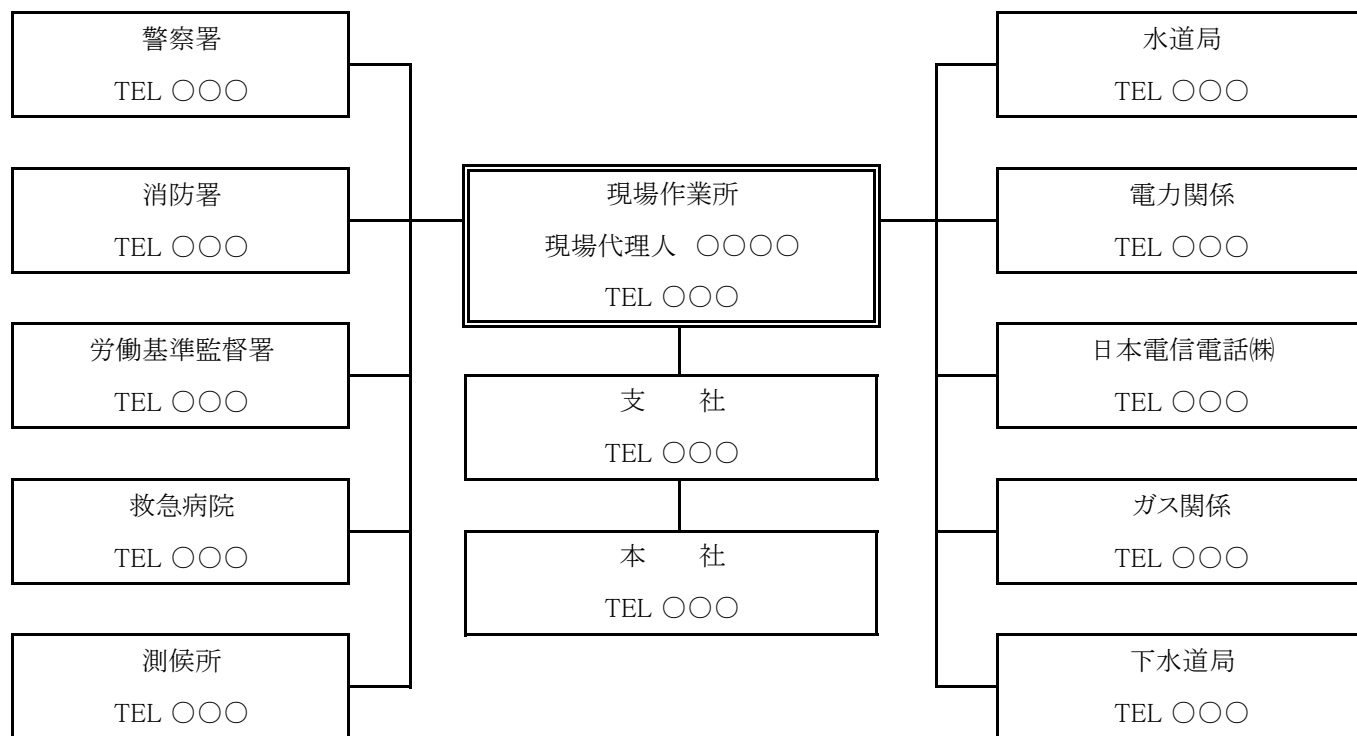 警察署
TEL ○○○
消防署
TEL ○○○
労働基準監督署
TEL ○○○
救急病院
TEL ○○○
測候所
TEL ○○○
現場作業所
現場代理人 ○○○○
TEL ○○○
支 社
TEL ○○○
本 社
TEL ○○○
水道局
TEL ○○○
電力関係
TEL ○○○
日本電信電話㈱
TEL ○○○
ガス関係
TEL ○○○
下水道局
TEL ○○○